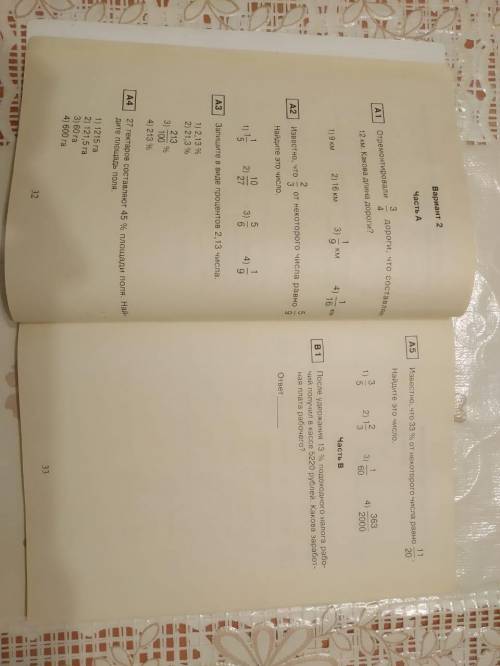 Вариант 2
Часть А
А1 Отремонтировали 3/4 дороги, что составляет
12 км. Какова длина дороги?
1) 9 км 2) 16 км 3) 1/9 км 4) 1/16 км
А2 Известно, что 2/3 от некоторого числа равно 5/9.
Найдите это число.
1) 1 1/5 2) 10/27 3) 5/6 4) 1/9
А3 Запишите в виде процентов 2,13 числа.
1) 2,13 %
2) 21,3 %
3) 213/100 %
4) 213 %
А4 27 гектаров составляют 45 % площади поля. Най-
дите площадь поля.
1) 1215 га
2) 121,5 га
3) 60 га
4) 600 га
32
А5 Известно, что 33 % от некоторого числа равно 11/20.
Найдите это число.
1) 3/5 2) 1 2/3 3) 1/60 4) 363/2000
Часть В
В1 После удержания 13 % подоходного налога рабо-
чий получил в кассе 5220 рублей. Какова заработ-
ная плата рабочего?
Ответ:
33